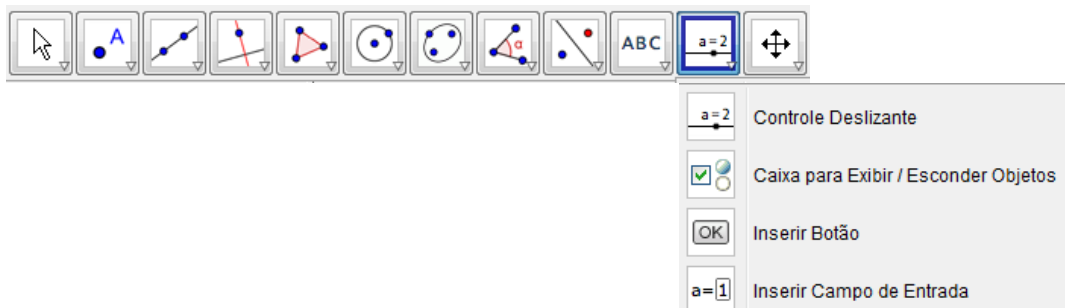 A
α
ABC
a=2
a=2
Controle Deslizante
Caixa para Exibir / Esconder Objetos
OK
Inserir Botão
a=1
Inserir Campo de Entrada